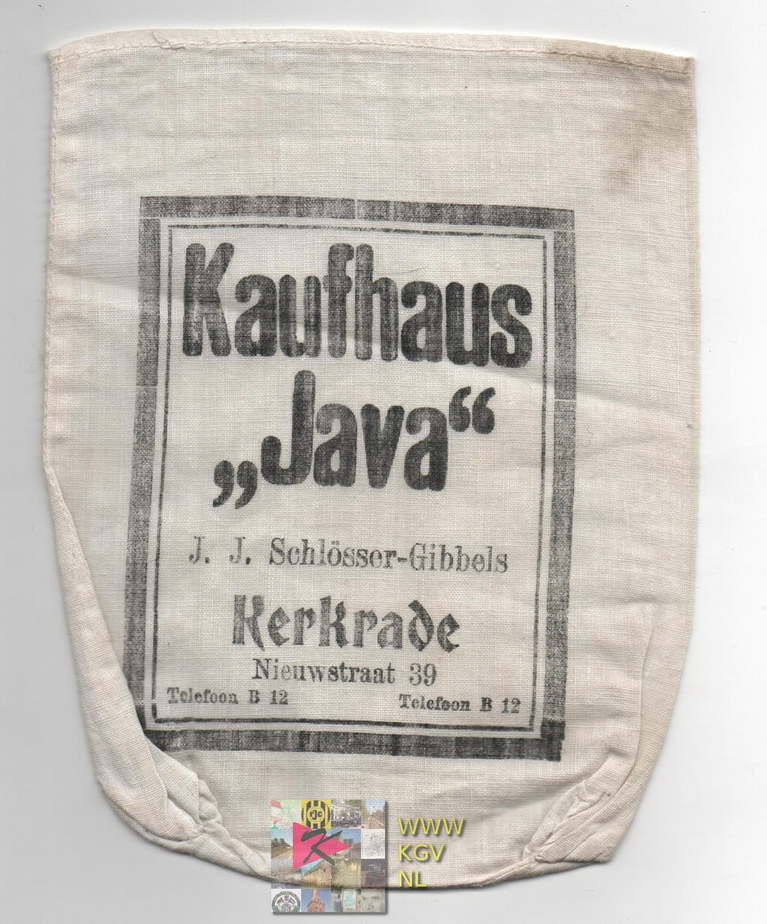 Kaufhaus
„Java“
J. J. Schlösser-Gibbels
Kerkrade
Nieuwstraat 39
Telefoon B 12 Telefoon B 12
WWW
KGV
NL